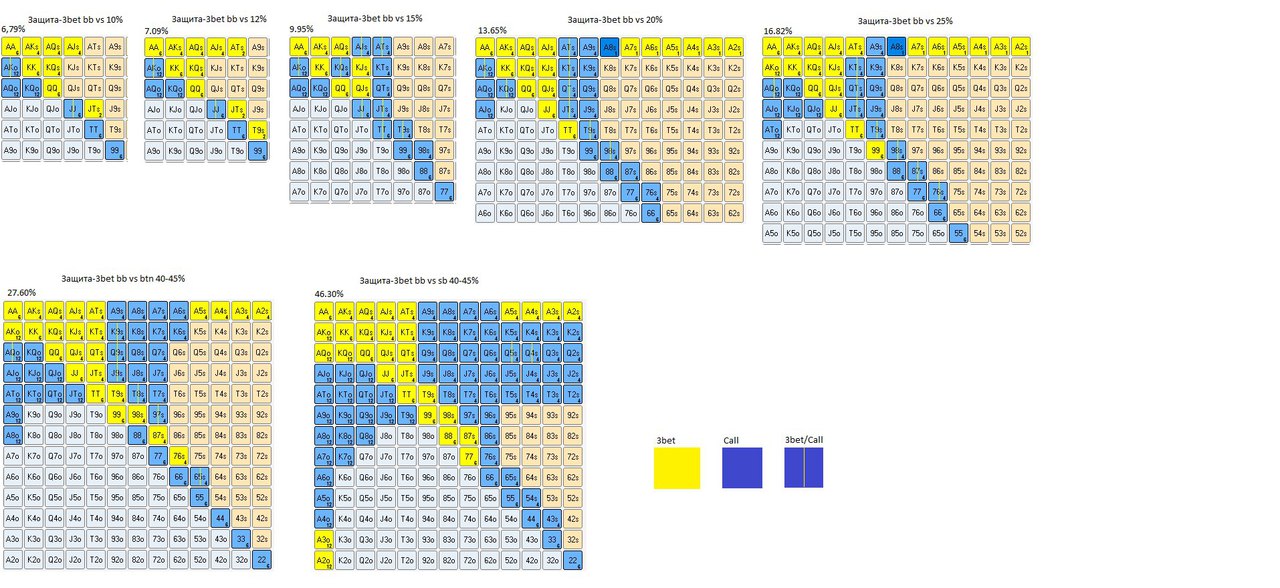 Защита-3bet bb vs 10%
6,79%
AA AKs AQs AJs ATs A9s
AKo KK KQs KJs KTs K9s
AQo KQo QQ QJs QTs Q9s
AJo KJo QJo JJ JTs J9s
ATo KTo QTo JTo TT T9s
A9o K9o Q9o J9o T9o 99
Защита-3bet bb vs 12%
7.09%
AA AKs AQs AJs ATs A9s
AKo KK KQs KJs KTs K9s
AQo KQo QQ QJs QTs Q9s
AJo KJo QJo JJ JTs J9s
ATo KTo QTo JTo TT T9s
A9o K9o Q9o J9o T9o 99
Защита-3bet bb vs 15%
9.95%
AA AKs AQs AJs ATs A9s A8s A7s
AKo KK KQs KJs KTs K9s K8s K7s
AQo KQo QQ QJs QTs Q9s Q8s Q7s
AJo KJo QJo JJ JTs J9s J8s J7s
ATo KTo QTo JTo TT T9s T8s T7s
A9o K9o Q9o J9o T9o 99 98s 97s
A8o K8o Q8o J8o T8o 98o 88 87s
A7o K7o Q7o J7o T7o 97o 87o 77
Защита-3bet bb vs 20%
13.65%
AA AKs AQs AJs ATs A9s A8s A7s A6s A5s A4s A3s A2s
AKo KK KQs KJs KTs K9s K8s K7s K6s K5s K4s K3s K2s
AQo KQo QQ QJs QTs Q9s Q8s Q7s Q6s Q5s Q4s Q3s Q2s
AJo KJo QJo JJ JTs J9s J8s J7s J6s J5s J4s J3s J2s
ATo KTo QTo JTo TT T9s T8s T7s T6s T5s T4s T3s T2s
A9o K9o Q9o J9o T9o 99 98s 97s 96s 95s 94s 93s 92s
A8o K8o Q8o J8o T8o 98o 88 87s 86s 85s 84s 83s 82s
A7o K7o Q7o J7o T7o 97o 87o 77 76s 75s 74s 73s 72s
A6o K6o Q6o J6o T6o 96o 86o 76o 66 65s 64s 63s 62s
Защита-3bet bb vs 25%
16.82%
AA AKs AQs AJs ATs A9s A8s A7s A6s A5s A4s A3s A2s
AKo KK KQs KJs KTs K9s K8s K7s K6s K5s K4s K3s K2s
AQo KQo QQ QJs QTs Q9s Q8s Q7s Q6s Q5s Q4s Q3s Q2s
AJo KJo QJo JJ JTs J9s J8s J7s J6s J5s J4s J3s J2s
ATo KTo QTo JTo TT T9s T8s T7s T6s T5s T4s T3s T2s
A9o K9o Q9o J9o T9o 99 98s 97s 96s 95s 94s 93s 92s
A8o K8o Q8o J8o T8o 98o 88 87s 86s 85s 84s 83s 82s
A7o K7o Q7o J7o T7o 97o 87o 77 76s 75s 74s 73s 72s
A6o K6o Q6o J6o T6o 96o 86o 76o 66 65s 64s 63s 62s
A5o K5o Q5o J5o T5o 95o 85o 75o 65o 55 54s 53s 52s
Защита-3bet bb vs btn 40-45%
27.60%
AA AKs AQs AJs ATs A9s A8s A7s A6s A5s A4s A3s A2s
AKo KK KQs KJs KTs K9s K8s K7s K6s K5s K4s K3s K2s
AQo KQo QQ QJs QTs Q9s Q8s Q7s Q6s Q5s Q4s Q3s Q2s
AJo KJo QJo JJ JTs J9s J8s J7s J6s J5s J4s J3s J2s
ATo KTo QTo JTo TT T9s T8s T7s T6s T5s T4s T3s T2s
A9o K9o Q9o J9o T9o 99 98s 97s 96s 95s 94s 93s 92s
A8o K8o Q8o J8o T8o 98o 88 87s 86s 85s 84s 83s 82s
A7o K7o Q7o J7o T7o 97o 87o 77 76s 75s 74s 73s 72s
A6o K6o Q6o J6o T6o 96o 86o 76o 66 65s 64s 63s 62s
A5o K5o Q5o J5o T5o 95o 85o 75o 65o 55 54s 53s 52s
A4o K4o Q4o J4o T4o 94o 84o 74o 64o 54o 44 43s 42s
A3o K3o Q3o J3o T3o 93o 83o 73o 63o 53o 43o 33 32s
A2o K2o Q2o J2o T2o 92o 82o 72o 62o 52o 42o 32o 22
Защита-3bet bb vs sb 40-45%
46.30%
AA AKs AQs AJs ATs A9s A8s A7s A6s A5s A4s A3s A2s
AKo KK KQs KJs KTs K9s K8s K7s K6s K5s K4s K3s K2s
AQo KQo QQ QJs QTs Q9s Q8s Q7s Q6s Q5s Q4s Q3s Q2s
AJo KJo QJo JJ JTs J9s J8s J7s J6s J5s J4s J3s J2s
ATo KTo QTo JTo TT T9s T8s T7s T6s T5s T4s T3s T2s
A9o K9o Q9o J9o T9o 99 98s 97s 96s 95s 94s 93s 92s
A8o K8o Q8o J8o T8o 98o 88 87s 86s 85s 84s 83s 82s
A7o K7o Q7o J7o T7o 97o 87o 77 76s 75s 74s 73s 72s
A6o K6o Q6o J6o T6o 96o 86o 76o 66 65s 64s 63s 62s
A5o K5o Q5o J5o T5o 95o 85o 75o 65o 55 54s 53s 52s
A4o K4o Q4o J4o T4o 94o 84o 74o 64o 54o 44 43s 42s
A3o K3o Q3o J3o T3o 93o 83o 73o 63o 53o 43o 33 32s
A2o K2o Q2o J2o T2o 92o 82o 72o 62o 52o 42o 32o 22
3bet
Call
3bet/Call